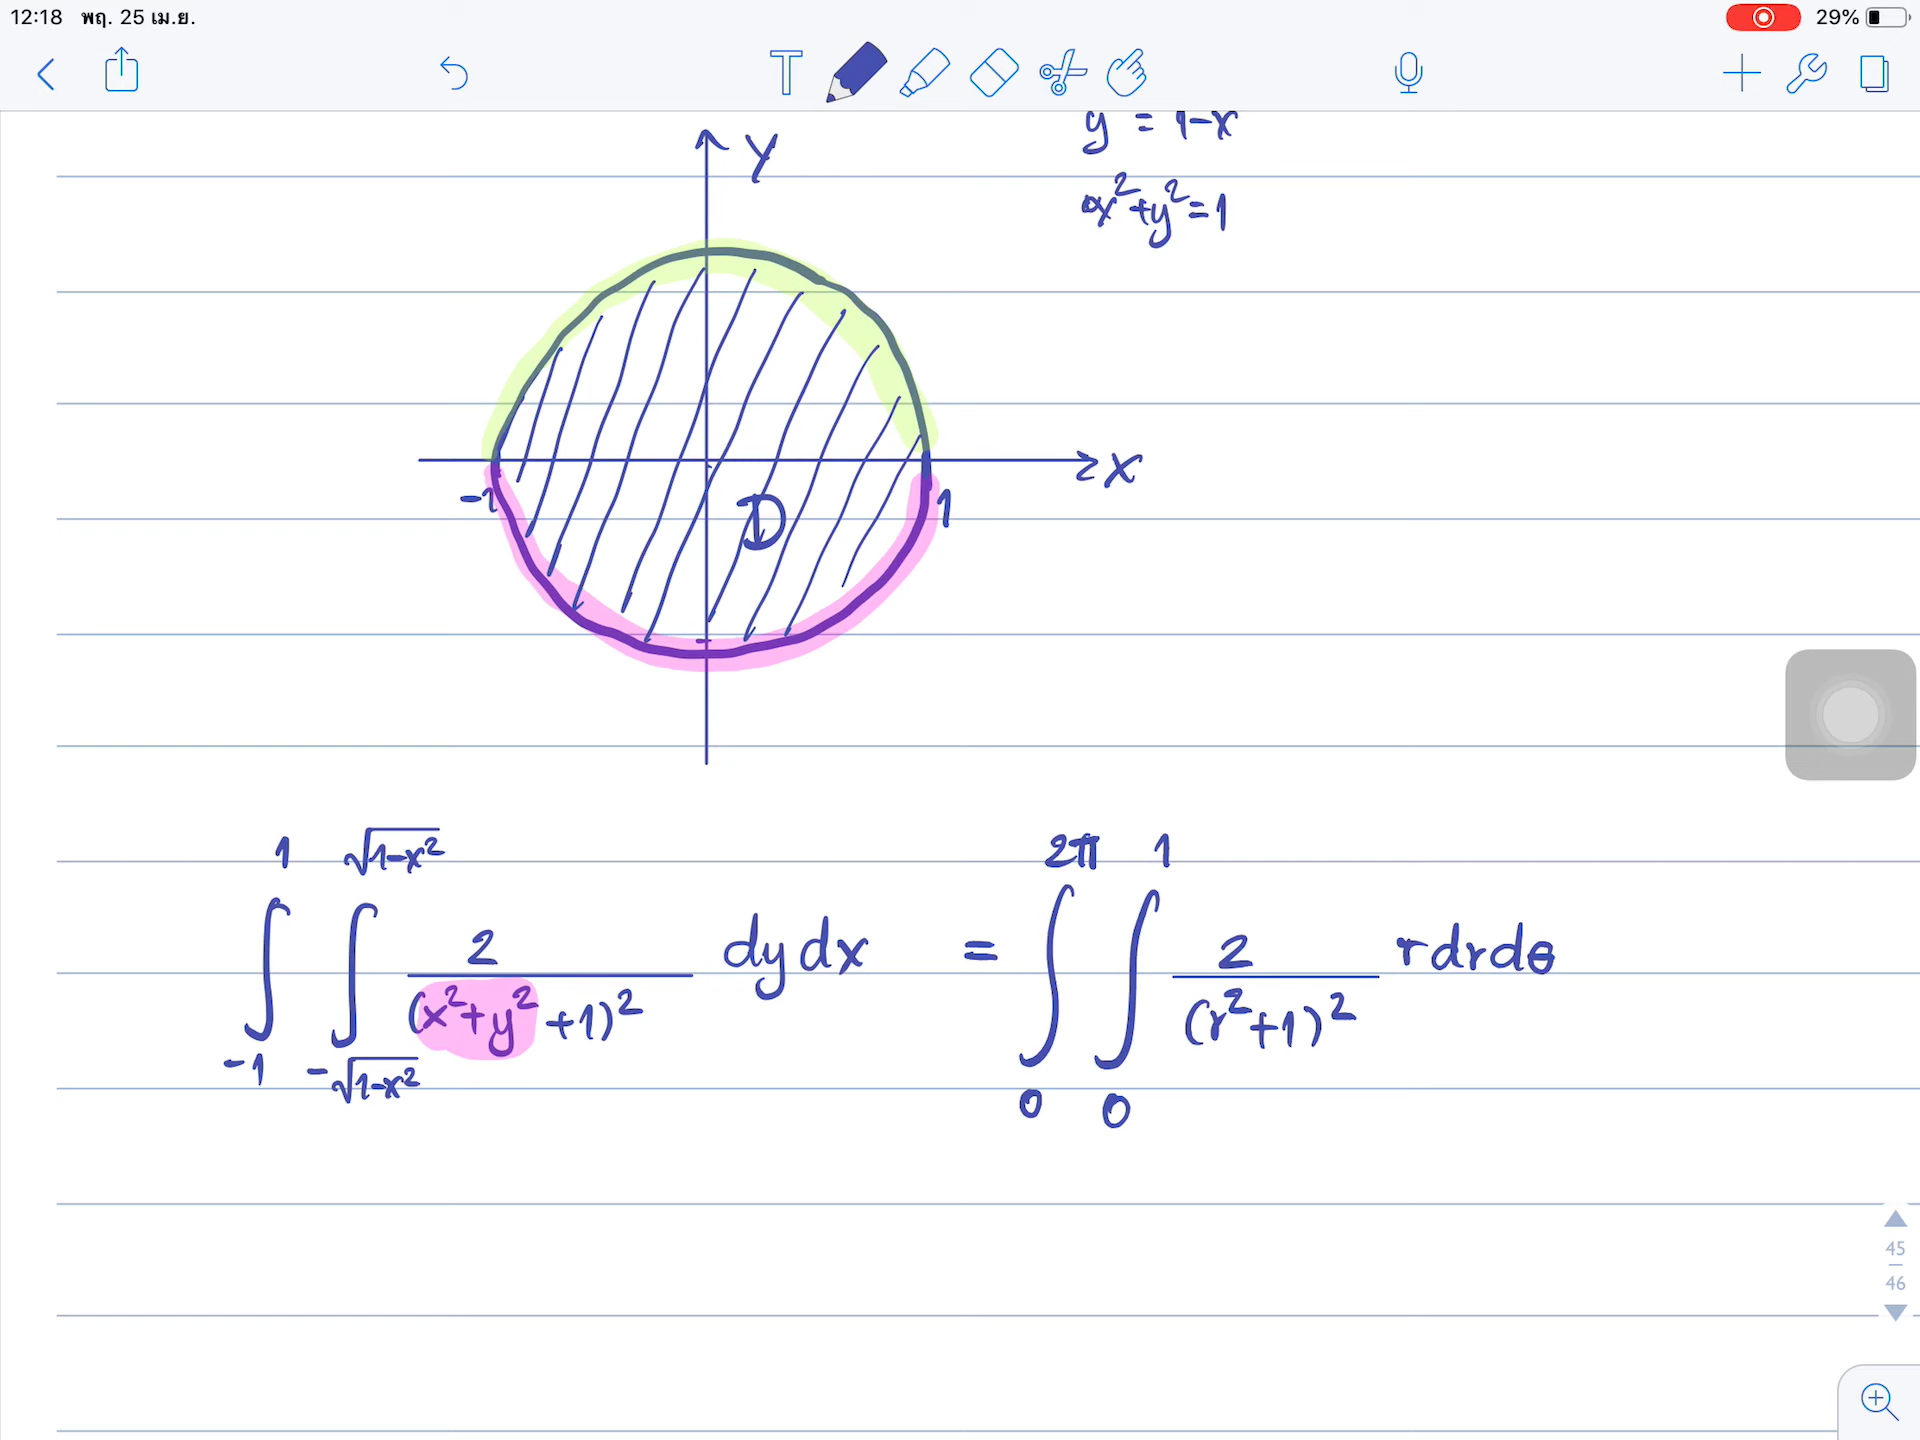 12:18 พฤ. 25 เม.ย. 29%
T
y = 1-x
x²+y²=1
Y
X
-1
1
D
∫_{-1}^{1} ∫_{-√(1-x²)}^{√(1-x²)} 2/(x²+y²+1)² dy dx = ∫_{0}^{2π} ∫_{0}^{1} 2/(r²+1)² r dr dθ
45
46